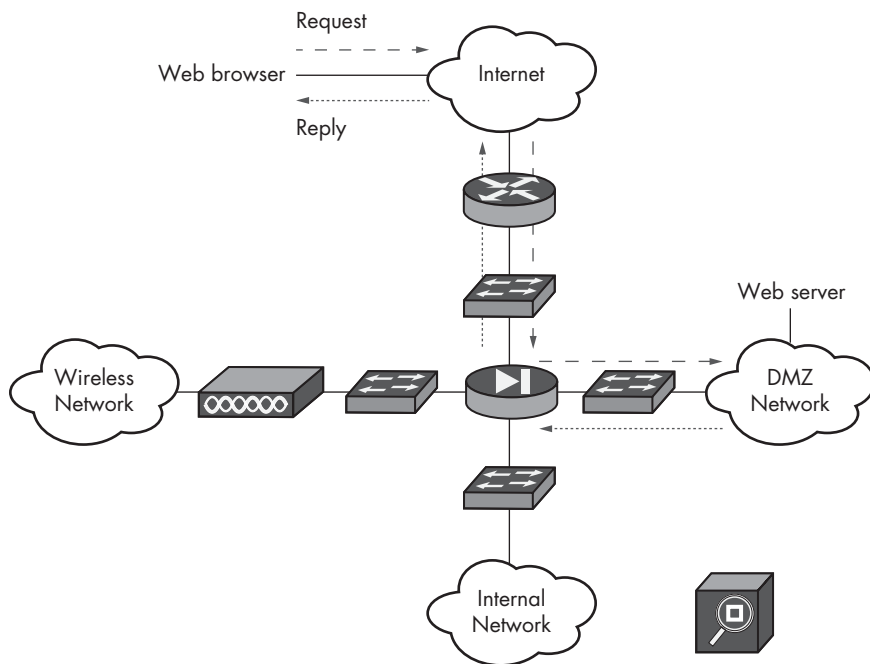 Request
Web browser
Internet
Reply
Web server
Wireless
Network
DMZ
Network
Internal
Network